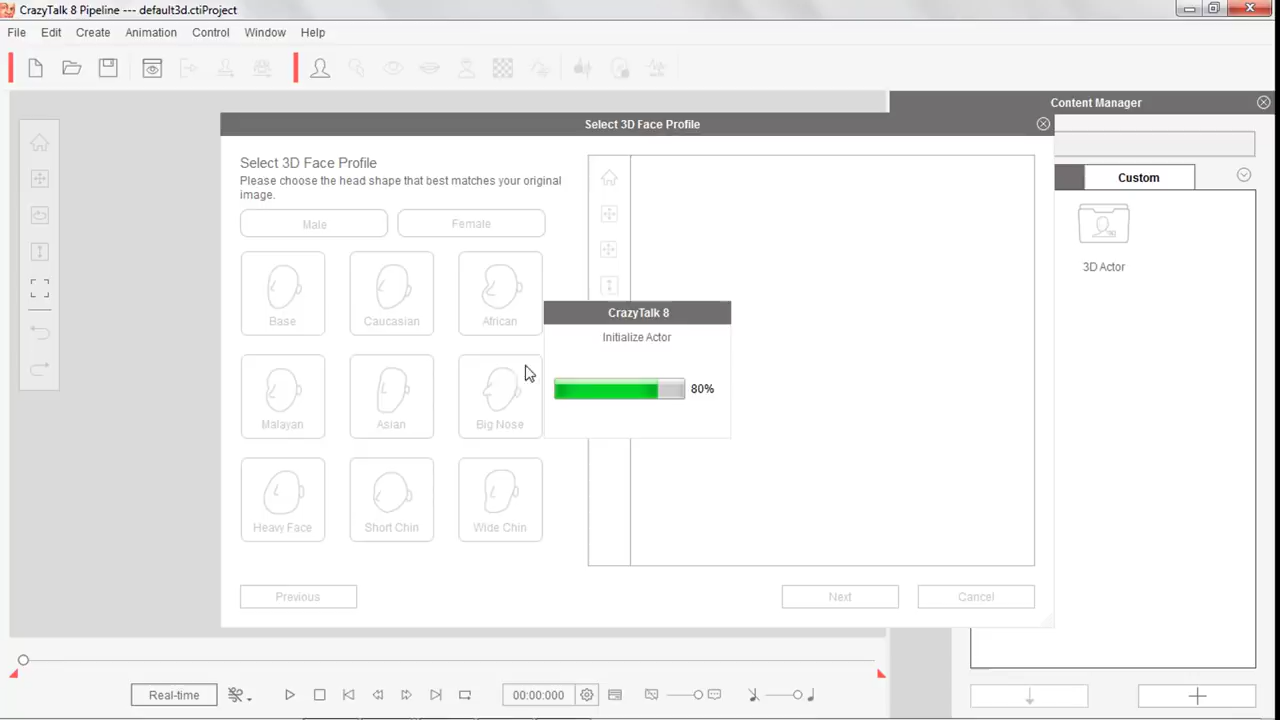 CrazyTalk 8 Pipeline --- default3d.ctiProject
File Edit Create Animation Control Window Help
Content Manager
Select 3D Face Profile
Select 3D Face Profile
Please choose the head shape that best matches your original
image.
Male Female
Custom
Base Caucasian African
3D Actor
CrazyTalk 8
Initialize Actor
80%
Malayan Asian Big Nose
Heavy Face Short Chin Wide Chin
Previous Next Cancel
Real-time 00:00:000